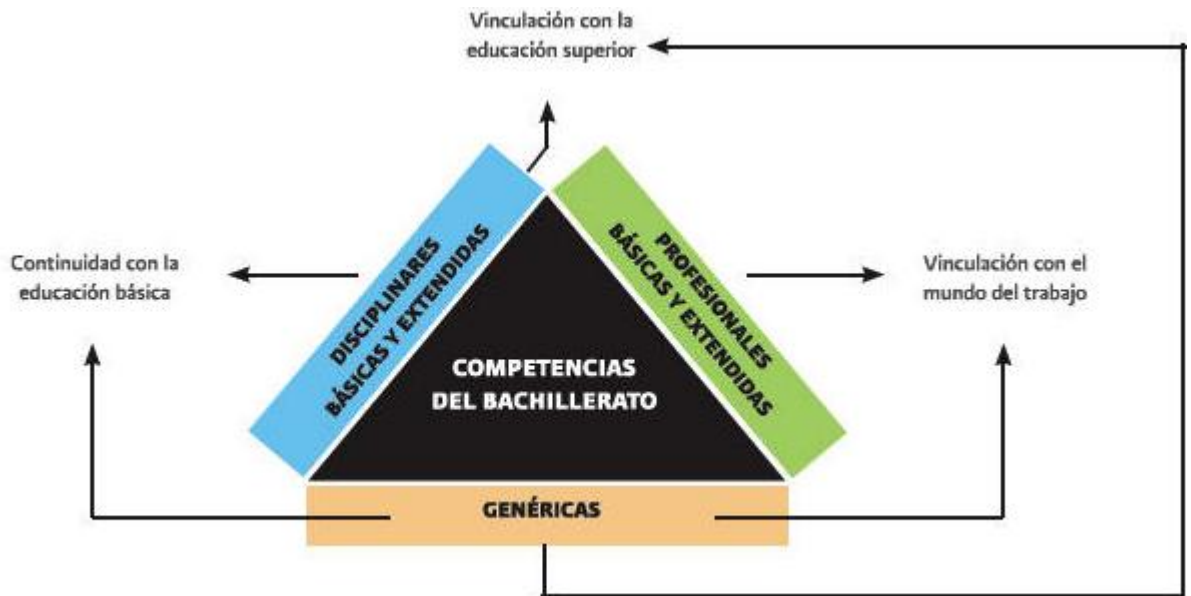 Vinculación con la
educación superior
Continuidad con la
educación básica
DISCIPLINARES
BÁSICAS Y EXTENDIDAS
PROFESIONALES
BÁSICAS Y EXTENDIDAS
Vinculación con el
mundo del trabajo
COMPETENCIAS
DEL BACHILLERATO
GENÉRICAS